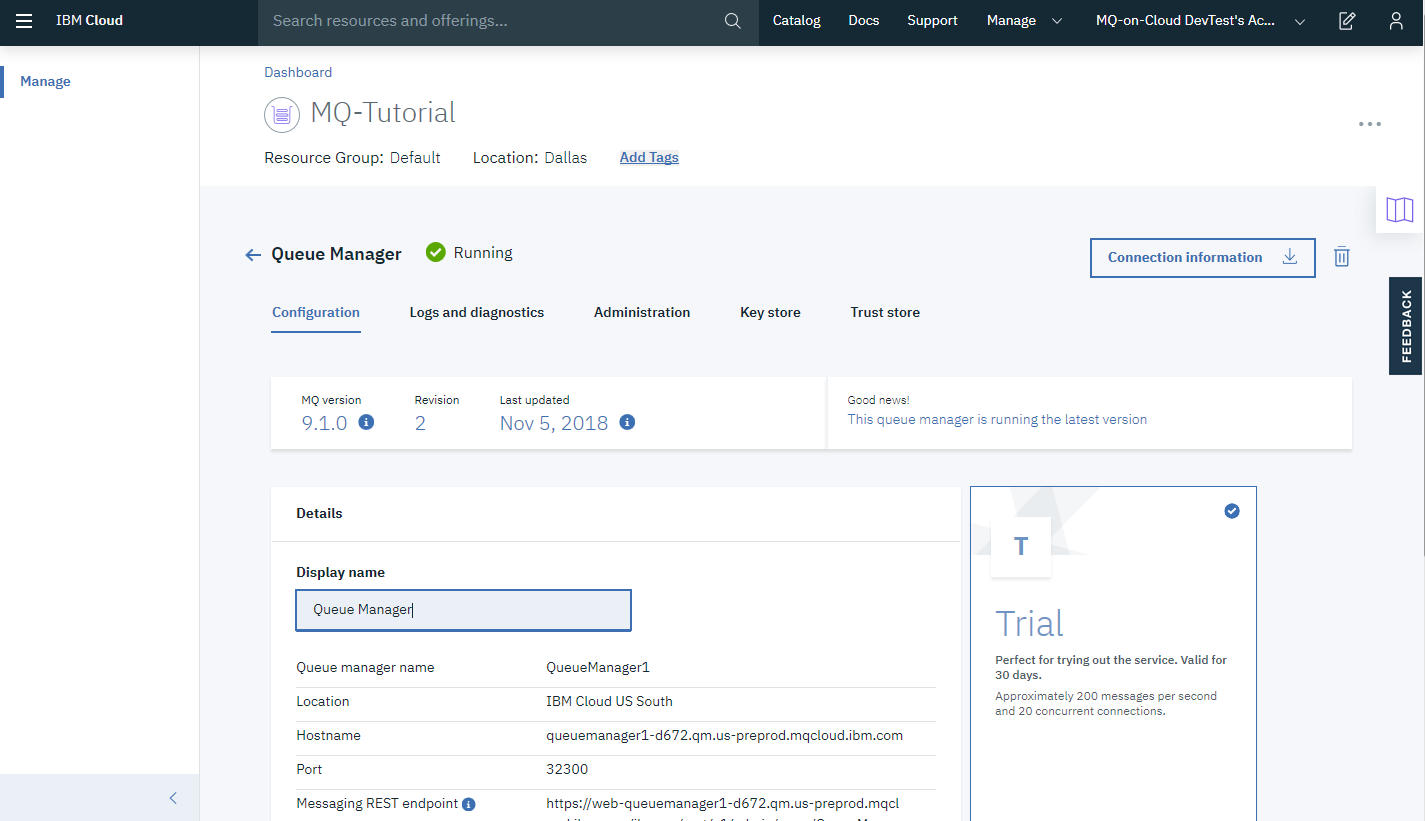 IBM Cloud
Search resources and offerings...
Catalog
Docs
Support
Manage
MQ-on-Cloud DevTest's Ac...
Manage
Dashboard
MQ-Tutorial
Resource Group: Default
Location: Dallas
Add Tags
Queue Manager
Running
Connection information
FEEDBACK
Configuration
Logs and diagnostics
Administration
Key store
Trust store
MQ version
9.1.0
Revision
2
Last updated
Nov 5, 2018
Good news!
This queue manager is running the latest version
Details
Display name
Queue Manager
Queue manager name QueueManager1
Location IBM Cloud US South
Hostname queuemanager1-d672.qm.us-preprod.mqcloud.ibm.com
Port 32300
Messaging REST endpoint https://web-queuemanager1-d672.qm.us-preprod.mqcl
T
Trial
Perfect for trying out the service. Valid for
30 days.
Approximately 200 messages per second
and 20 concurrent connections.